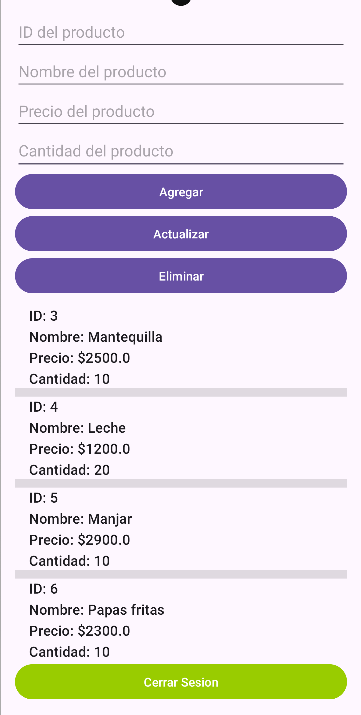 ID del producto
Nombre del producto
Precio del producto
Cantidad del producto
Agregar
Actualizar
Eliminar
ID: 3
Nombre: Mantequilla
Precio: $2500.0
Cantidad: 10
ID: 4
Nombre: Leche
Precio: $1200.0
Cantidad: 20
ID: 5
Nombre: Manjar
Precio: $2900.0
Cantidad: 10
ID: 6
Nombre: Papas fritas
Precio: $2300.0
Cantidad: 10
Cerrar Sesion